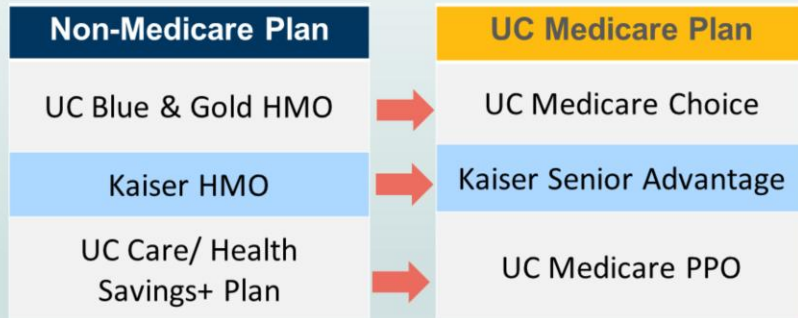 Non-Medicare Plan
UC Medicare Plan
UC Blue & Gold HMO
UC Medicare Choice
Kaiser HMO
Kaiser Senior Advantage
UC Care/ Health
Savings+ Plan
UC Medicare PPO